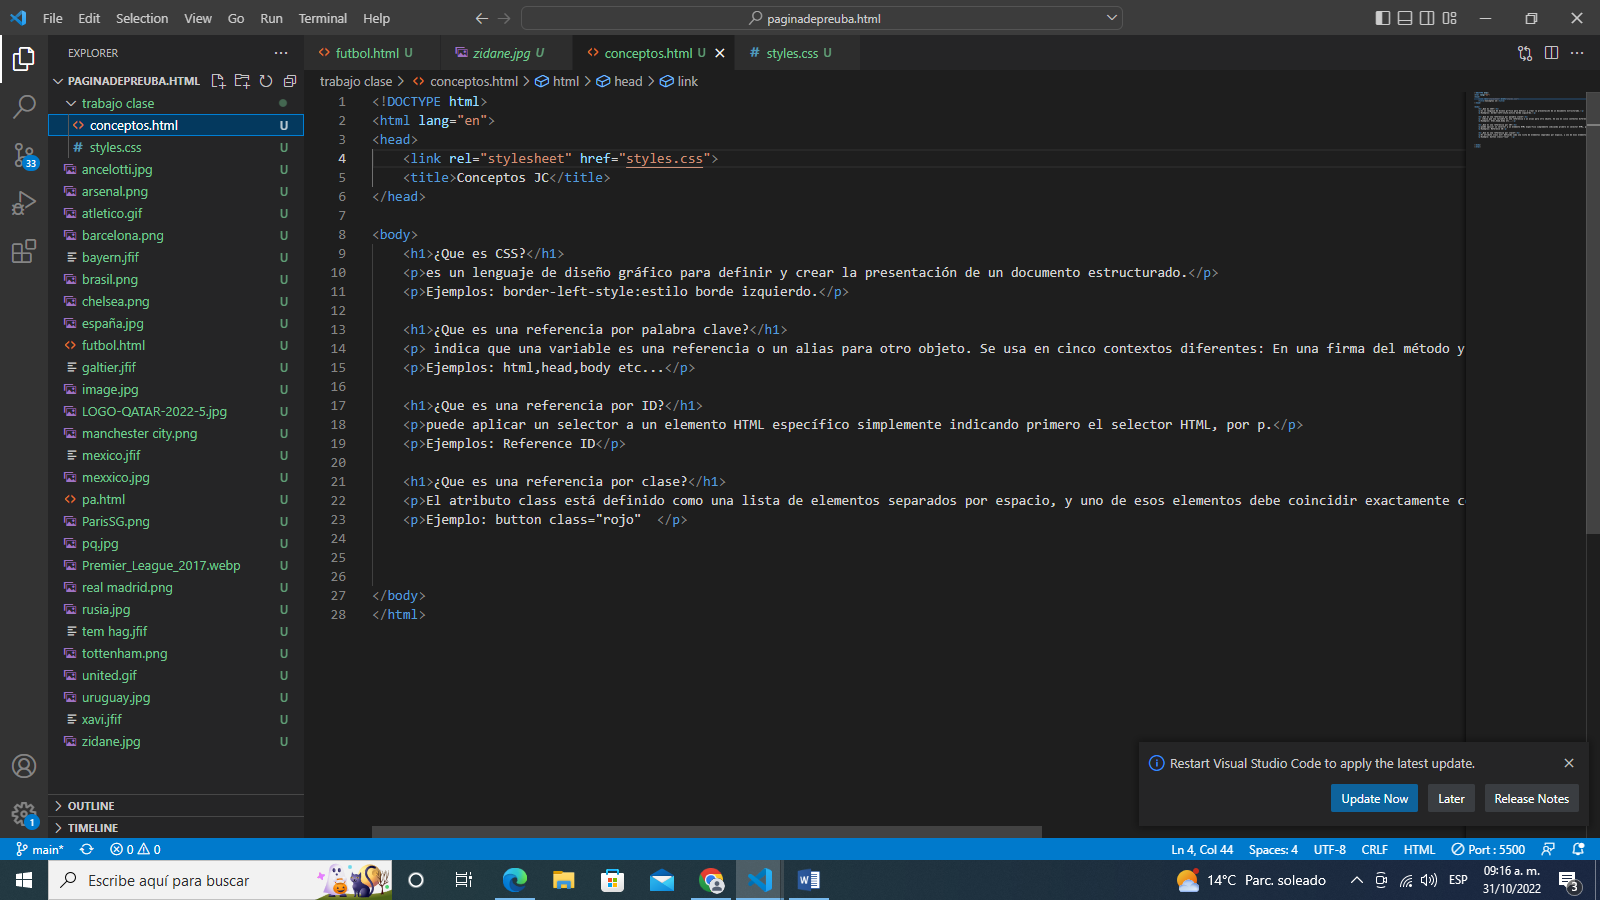 File Edit Selection View Go Run Terminal Help
paginadepreuba.html
EXPLORER
PAGINADEPREUBA.HTML
trabajo clase
conceptos.html U
styles.css U
ancelotti.jpg U
arsenal.png U
atletico.gif U
barcelona.png U
bayern.jfif U
brasil.png U
chelsea.png U
españa.jpg U
futbol.html U
galtier.jfif U
image.jpg U
LOGO-QATAR-2022-5.jpg U
manchester city.png U
mexico.jfif U
mexxico.jpg U
pa.html U
ParisSG.png U
pq.jpg U
Premier_League_2017.webp U
real madrid.png U
rusia.jpg U
tem hag.jfif U
tottenham.png U
united.gif U
uruguay.jpg U
xavi.jfif U
zidane.jpg U
OUTLINE
TIMELINE
33
1
futbol.html U zidane.jpg U conceptos.html U styles.css U
trabajo clase > conceptos.html > html > head > link
1 <!DOCTYPE html>
2 <html lang="en">
3 <head>
4 <link rel="stylesheet" href="styles.css">
5 <title>Conceptos JC</title>
6 </head>
7
8 <body>
9 <h1>¿Que es CSS?</h1>
10 <p>es un lenguaje de diseño gráfico para definir y crear la presentación de un documento estructurado.</p>
11 <p>Ejemplos: border-left-style:estilo borde izquierdo.</p>
12
13 <h1>¿Que es una referencia por palabra clave?</h1>
14 <p> indica que una variable es una referencia o un alias para otro objeto. Se usa en cinco contextos diferentes: En una firma del método y
15 <p>Ejemplos: html,head,body etc...</p>
16
17 <h1>¿Que es una referencia por ID?</h1>
18 <p>puede aplicar un selector a un elemento HTML específico simplemente indicando primero el selector HTML, por p.</p>
19 <p>Ejemplos: Reference ID</p>
20
21 <h1>¿Que es una referencia por clase?</h1>
22 <p>El atributo class está definido como una lista de elementos separados por espacio, y uno de esos elementos debe coincidir exactamente c
23 <p>Ejemplo: button class="rojo" </p>
24
25
26
27 </body>
28 </html>
Restart Visual Studio Code to apply the latest update.
Update Now Later Release Notes
main* 0 0 Ln 4, Col 44 Spaces: 4 UTF-8 CRLF HTML Port : 5500
Escribe aquí para buscar
14°C Parc. soleado ESP
09:16 a. m.
31/10/2022
3